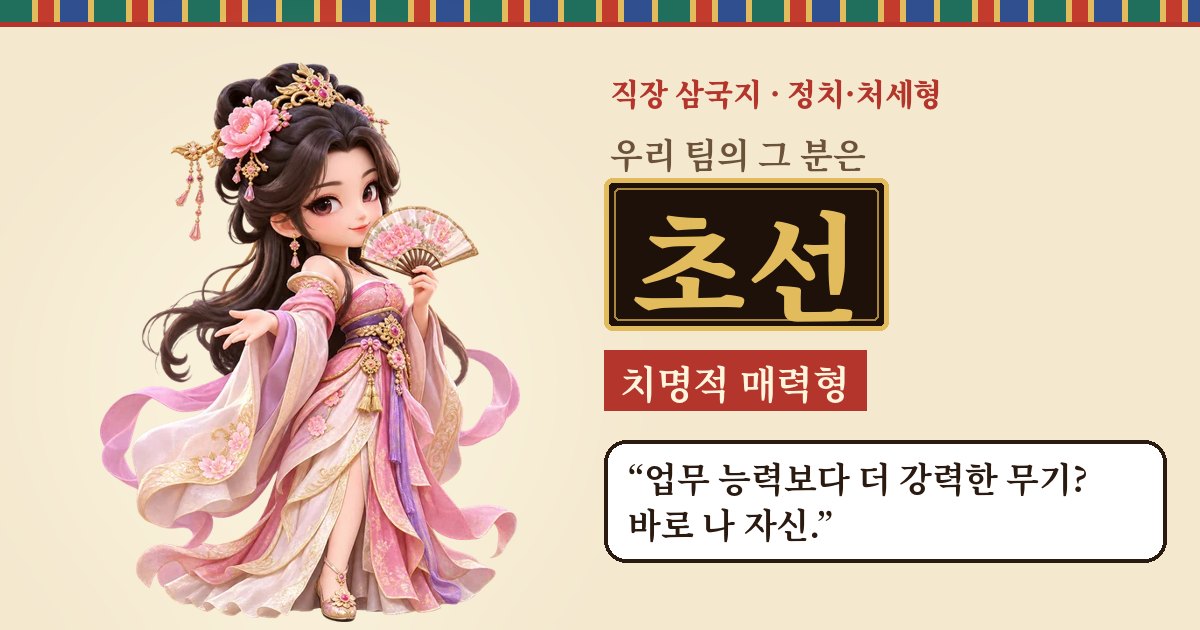 직장 삼국지 · 정치·처세형
우리 팀의 그 분은
초선
치명적 매력형
“업무 능력보다 더 강력한 무기?
바로 나 자신.”